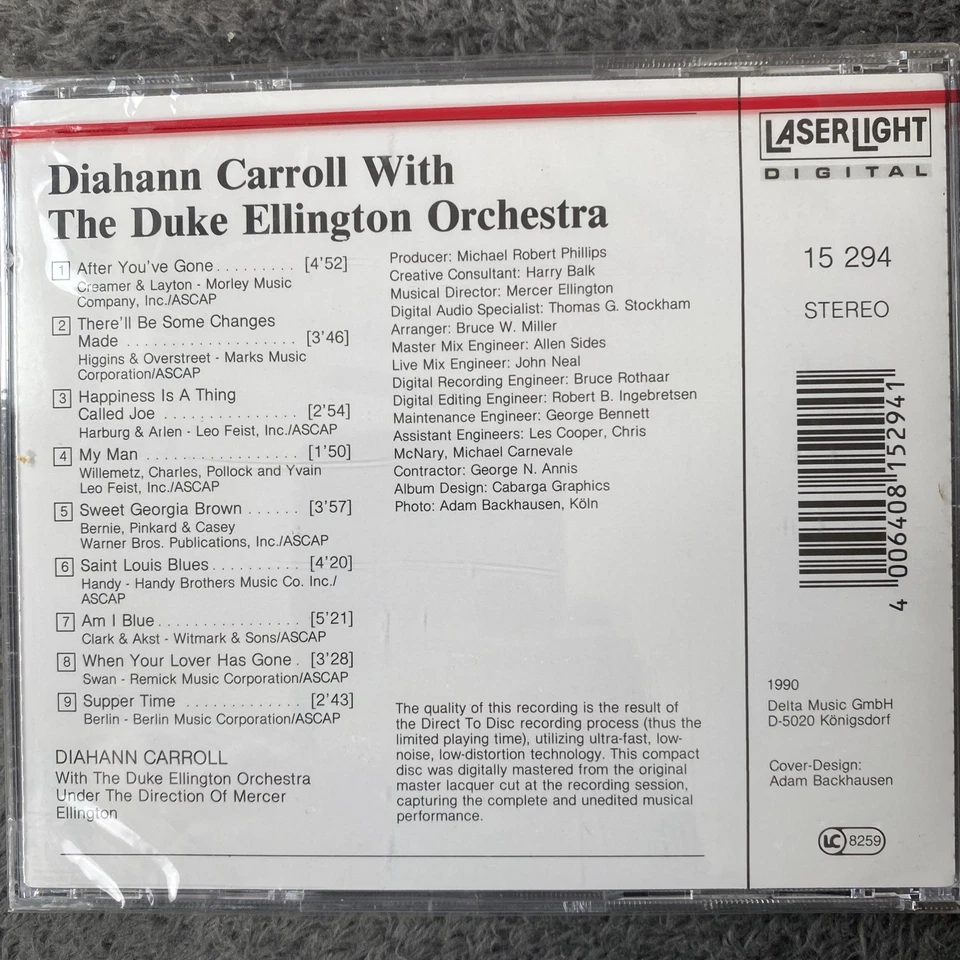 Diahann Carroll With
The Duke Ellington Orchestra
1 After You've Gone......... [4'52]
Creamer & Layton - Morley Music
Company, Inc./ASCAP
2 There'll Be Some Changes
Made .................... [3'46]
Higgins & Overstreet - Marks Music
Corporation/ASCAP
3 Happiness Is A Thing
Called Joe ............... [2'54]
Harburg & Arlen - Leo Feist, Inc./ASCAP
4 My Man ................. [1'50]
Willemetz, Charles, Pollock and Yvain
Leo Feist, Inc./ASCAP
5 Sweet Georgia Brown ...... [3'57]
Bernie, Pinkard & Casey
Warner Bros. Publications, Inc./ASCAP
6 Saint Louis Blues.......... [4'20]
Handy - Handy Brothers Music Co. Inc./
ASCAP
7 Am I Blue................ [5'21]
Clark & Akst - Witmark & Sons/ASCAP
8 When Your Lover Has Gone . [3'28]
Swan - Remick Music Corporation/ASCAP
9 Supper Time ............. [2'43]
Berlin - Berlin Music Corporation/ASCAP
DIAHANN CARROLL
With The Duke Ellington Orchestra
Under The Direction Of Mercer
Ellington
Producer: Michael Robert Phillips
Creative Consultant: Harry Balk
Musical Director: Mercer Ellington
Digital Audio Specialist: Thomas G. Stockham
Arranger: Bruce W. Miller
Master Mix Engineer: Allen Sides
Live Mix Engineer: John Neal
Digital Recording Engineer: Bruce Rothaar
Digital Editing Engineer: Robert B. Ingebretsen
Maintenance Engineer: George Bennett
Assistant Engineers: Les Cooper, Chris
McNary, Michael Carnevale
Contractor: George N. Annis
Album Design: Cabarga Graphics
Photo: Adam Backhausen, Köln
The quality of this recording is the result of
the Direct To Disc recording process (thus the
limited playing time), utilizing ultra-fast, low-
noise, low-distortion technology. This compact
disc was digitally mastered from the original
master lacquer cut at the recording session,
capturing the complete and unedited musical
performance.
LASERLIGHT
DIGITAL
15 294
STEREO
4 006408 152941
1990
Delta Music GmbH
D-5020 Königsdorf
Cover-Design:
Adam Backhausen
LC 8259